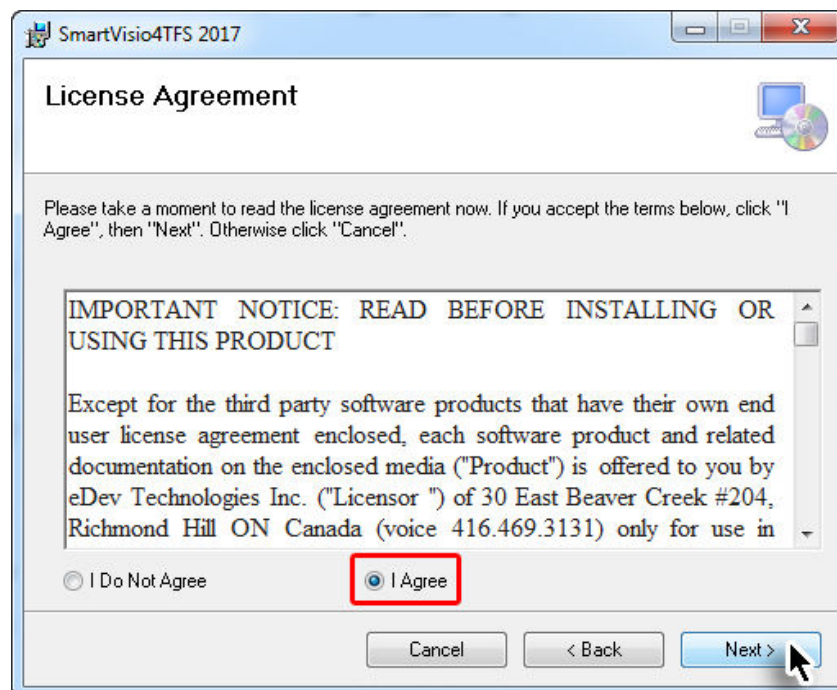 SmartVisio4TFS 2017
License Agreement
Please take a moment to read the license agreement now. If you accept the terms below, click "I
Agree", then "Next". Otherwise click "Cancel".
IMPORTANT NOTICE: READ BEFORE INSTALLING OR
USING THIS PRODUCT
Except for the third party software products that have their own end
user license agreement enclosed, each software product and related
documentation on the enclosed media ("Product") is offered to you by
eDev Technologies Inc. ("Licensor ") of 30 East Beaver Creek #204,
Richmond Hill ON Canada (voice 416.469.3131) only for use in
I Do Not Agree
I Agree
Cancel
< Back
Next >